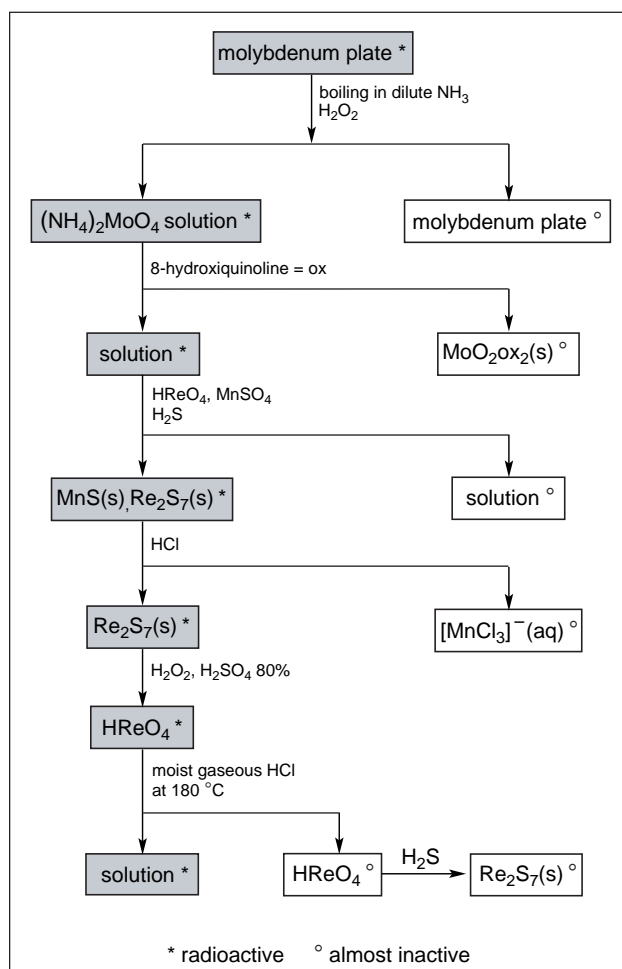 molybdenum plate *
boiling in dilute NH₃
H₂O₂
(NH₄)₂MoO₄ solution *
molybdenum plate °
8-hydroxiquinoline = ox
solution *
MoO₂ox₂(s) °
HReO₄, MnSO₄
H₂S
MnS(s),Re₂S₇(s) *
solution °
HCl
Re₂S₇(s) *
[MnCl₃]⁻(aq) °
H₂O₂, H₂SO₄ 80%
HReO₄ *
moist gaseous HCl
at 180 °C
solution *
HReO₄ °
H₂S
Re₂S₇(s) °
* radioactive ° almost inactive